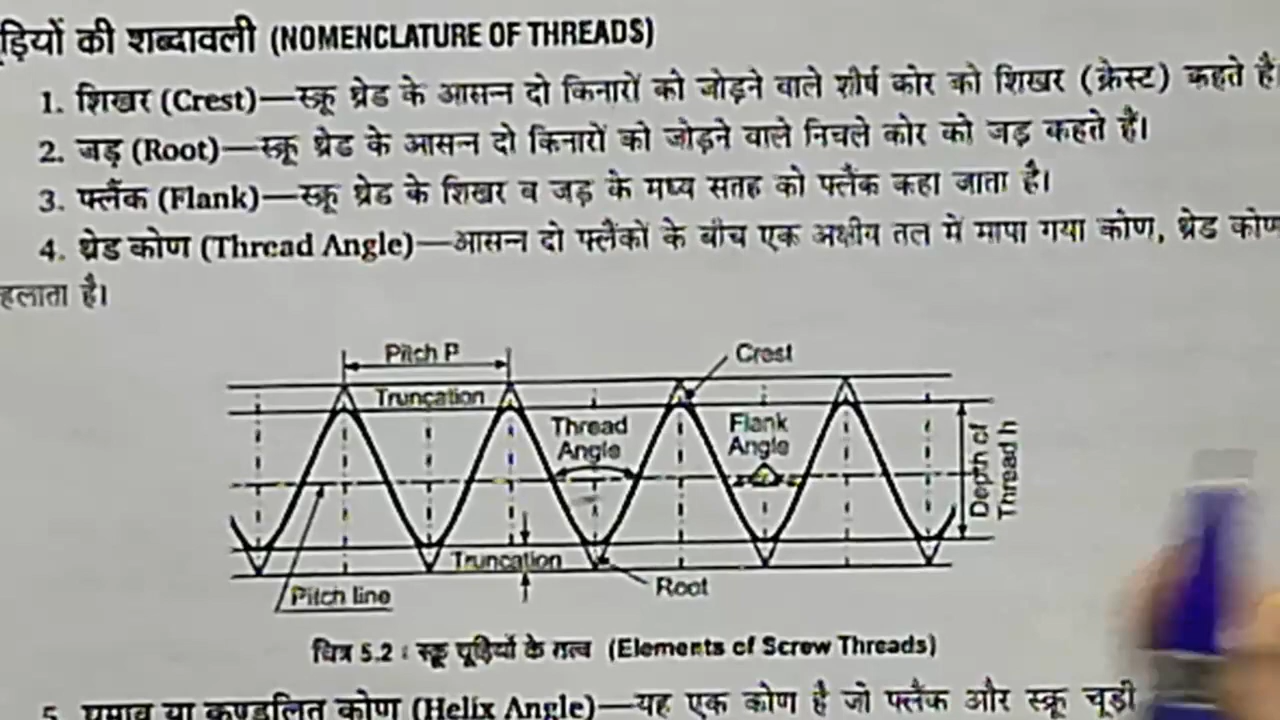 ूड़ियों की शब्दावली (NOMENCLATURE OF THREADS)
1. शिखर (Crest)—स्क्रू थ्रेड के आसन्न दो किनारों को जोड़ने वाले शीर्ष कोर को शिखर (क्रेस्ट) कहते है
2. जड़ (Root)—स्क्रू थ्रेड के आसन्न दो किनारों को जोड़ने वाले निचले कोर को जड़ कहते हैं।
3. फ्लैंक (Flank)—स्क्रू थ्रेड के शिखर व जड़ के मध्य सतह को फ्लैंक कहा जाता है।
4. थ्रेड कोण (Thread Angle)—आसन्न दो फ्लैंकों के बीच एक अक्षीय तल में मापा गया कोण, थ्रेड कोण
हलाता है।
Pitch P
Crest
Truncation
Thread
Angle
Flank
Angle
Depth of
Thread h
Truncation
Pitch line
Root
चित्र 5.2 : स्क्रू चूड़ियों के तत्व (Elements of Screw Threads)
5. घुमाव या कुण्डलित कोण (Helix Angle)—यह एक कोण है जो फ्लैंक और स्क्रू चूड़ी